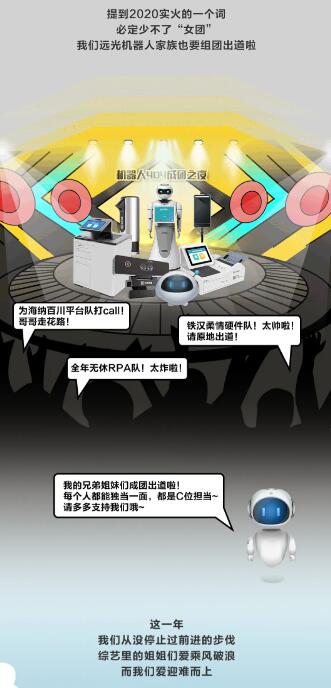 提到2020实火的一个词
必定少不了“女团”
我们远光机器人家族也要组团出道啦
机器人404成团之夜
为海纳百川平台队打call！
哥哥走花路！
铁汉柔情硬件队！太帅啦！
请原地出道！
全年无休RPA队！太炸啦！
我的兄弟姐妹们成团出道啦！
每个人都能独当一面，都是C位担当~
请多多支持我们哦~
这一年
我们从没停止过前进的步伐
综艺里的姐姐们爱乘风破浪
而我们爱迎难而上